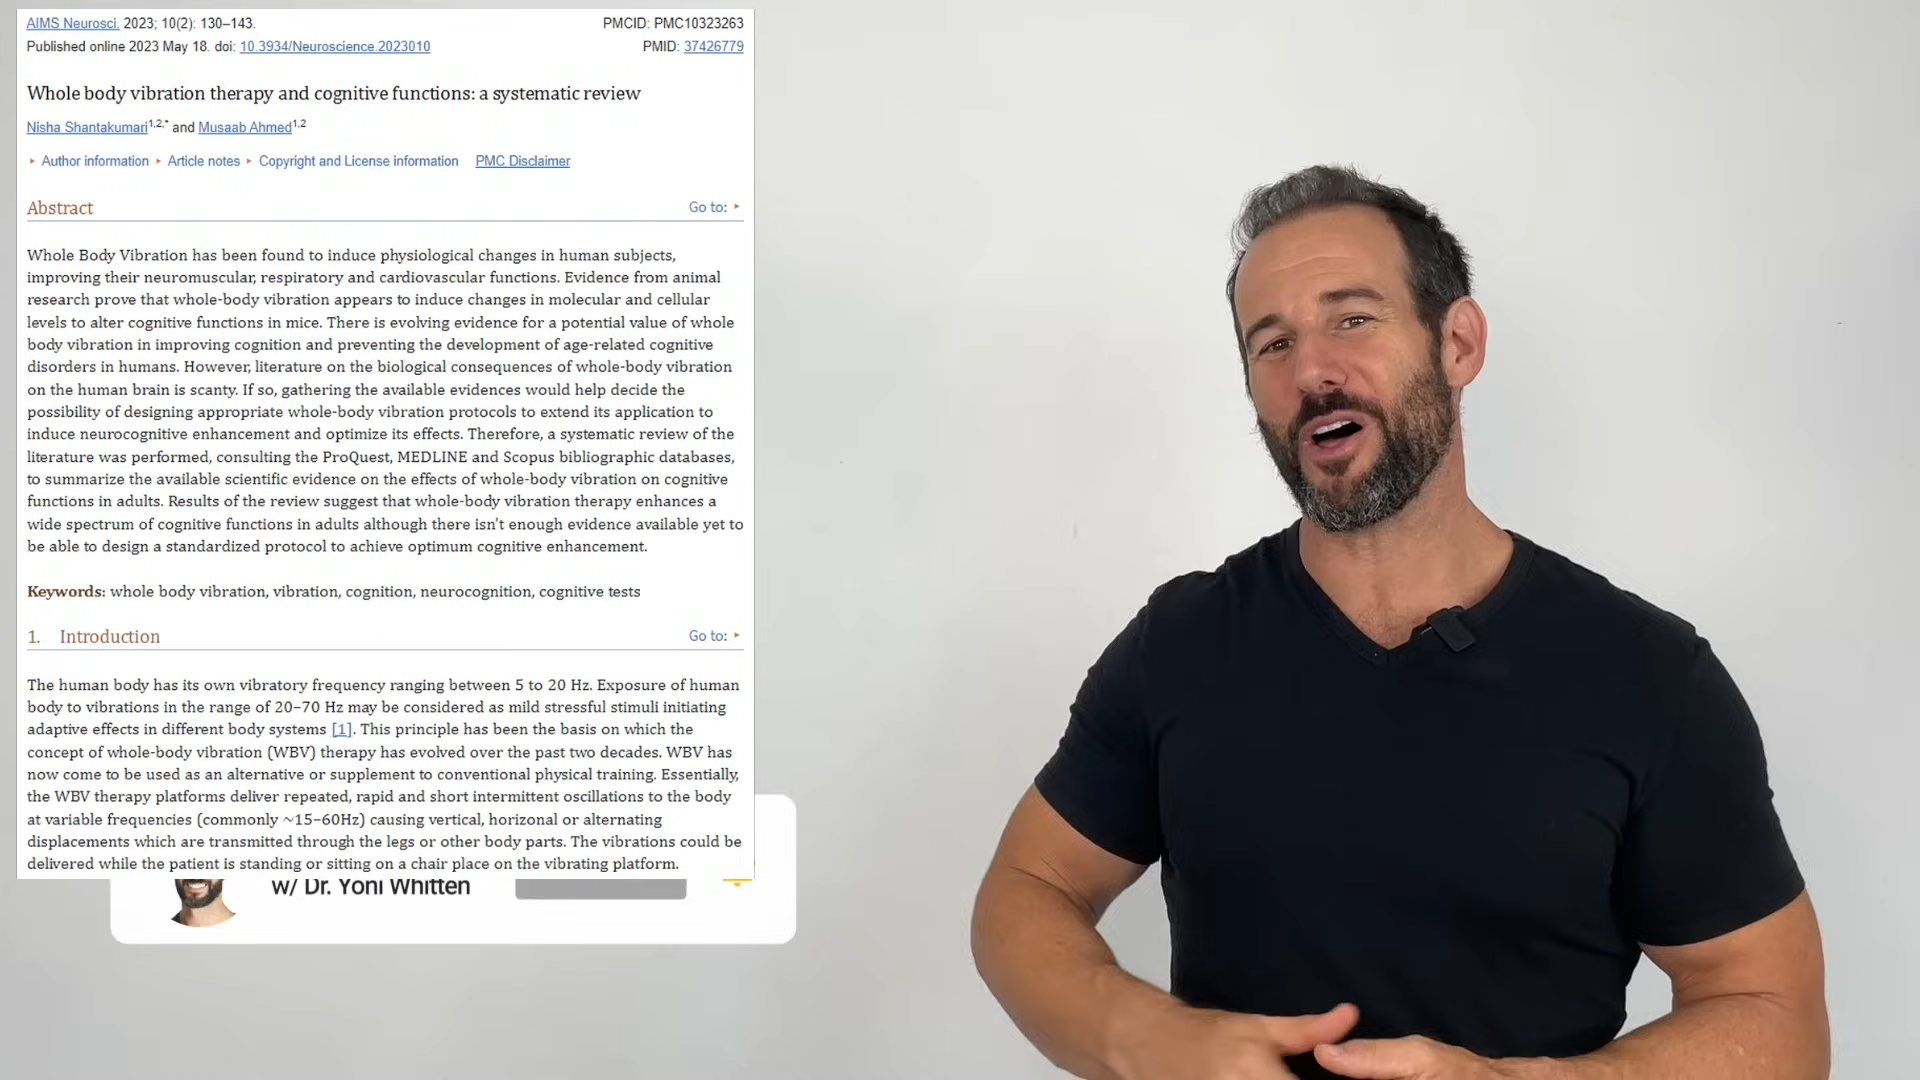 AIMS Neurosci. 2023; 10(2): 130–143.
PMCID: PMC10323263
Published online 2023 May 18. doi: 10.3934/Neuroscience.2023010
PMID: 37426779
Whole body vibration therapy and cognitive functions: a systematic review
Nisha Shantakumari1,2,* and Musaab Ahmed1,2
▸ Author information ▸ Article notes ▸ Copyright and License information PMC Disclaimer
Abstract
Go to: ▸
Whole Body Vibration has been found to induce physiological changes in human subjects,
improving their neuromuscular, respiratory and cardiovascular functions. Evidence from animal
research prove that whole-body vibration appears to induce changes in molecular and cellular
levels to alter cognitive functions in mice. There is evolving evidence for a potential value of whole
body vibration in improving cognition and preventing the development of age-related cognitive
disorders in humans. However, literature on the biological consequences of whole-body vibration
on the human brain is scanty. If so, gathering the available evidences would help decide the
possibility of designing appropriate whole-body vibration protocols to extend its application to
induce neurocognitive enhancement and optimize its effects. Therefore, a systematic review of the
literature was performed, consulting the ProQuest, MEDLINE and Scopus bibliographic databases,
to summarize the available scientific evidence on the effects of whole-body vibration on cognitive
functions in adults. Results of the review suggest that whole-body vibration therapy enhances a
wide spectrum of cognitive functions in adults although there isn't enough evidence available yet to
be able to design a standardized protocol to achieve optimum cognitive enhancement.
Keywords: whole body vibration, vibration, cognition, neurocognition, cognitive tests
1. Introduction
Go to: ▸
The human body has its own vibratory frequency ranging between 5 to 20 Hz. Exposure of human
body to vibrations in the range of 20–70 Hz may be considered as mild stressful stimuli initiating
adaptive effects in different body systems [1]. This principle has been the basis on which the
concept of whole-body vibration (WBV) therapy has evolved over the past two decades. WBV has
now come to be used as an alternative or supplement to conventional physical training. Essentially,
the WBV therapy platforms deliver repeated, rapid and short intermittent oscillations to the body
at variable frequencies (commonly ~15–60Hz) causing vertical, horizonal or alternating
displacements which are transmitted through the legs or other body parts. The vibrations could be
delivered while the patient is standing or sitting on a chair place on the vibrating platform.
w/ Dr. Yoni Whitten